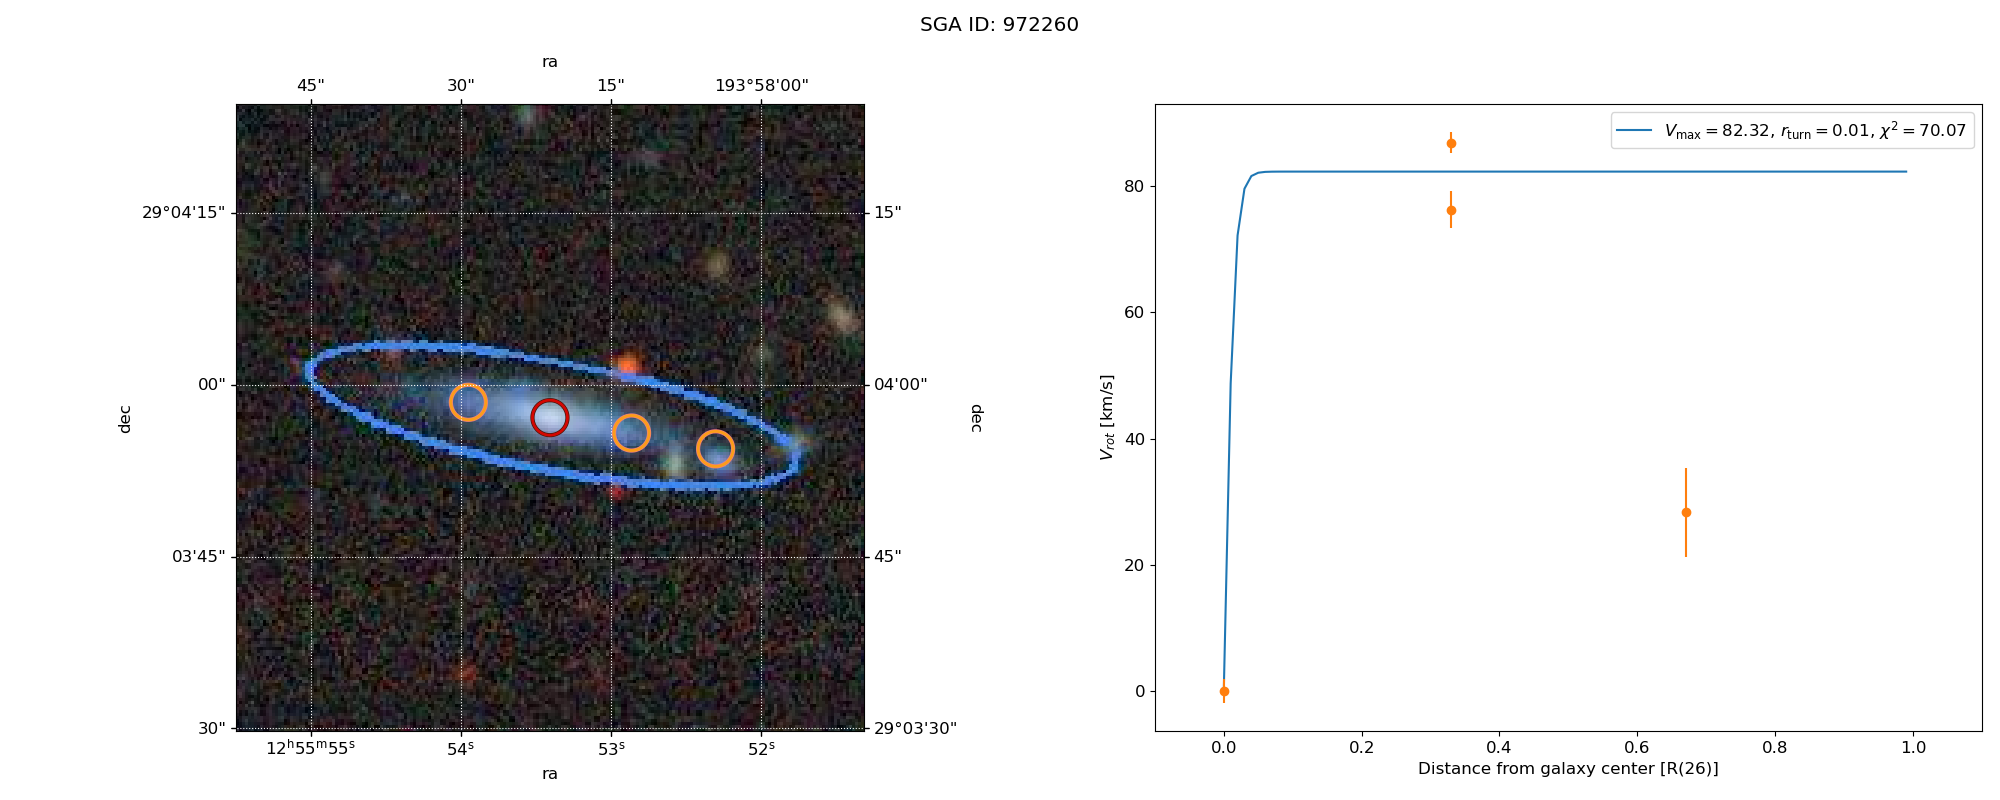 SGA ID: 972260
ra
45" 30" 15" 193°58'00"
29°04'15" 15"
00" 04'00"
dec dec
03'45" 45"
30" 29°03'30"
12ʰ55ᵐ55ˢ 54ˢ 53ˢ 52ˢ
ra
V_max = 82.32, r_turn = 0.01, χ² = 70.07
80
60
40
20
0
V_rot [km/s]
0.0 0.2 0.4 0.6 0.8 1.0
Distance from galaxy center [R(26)]